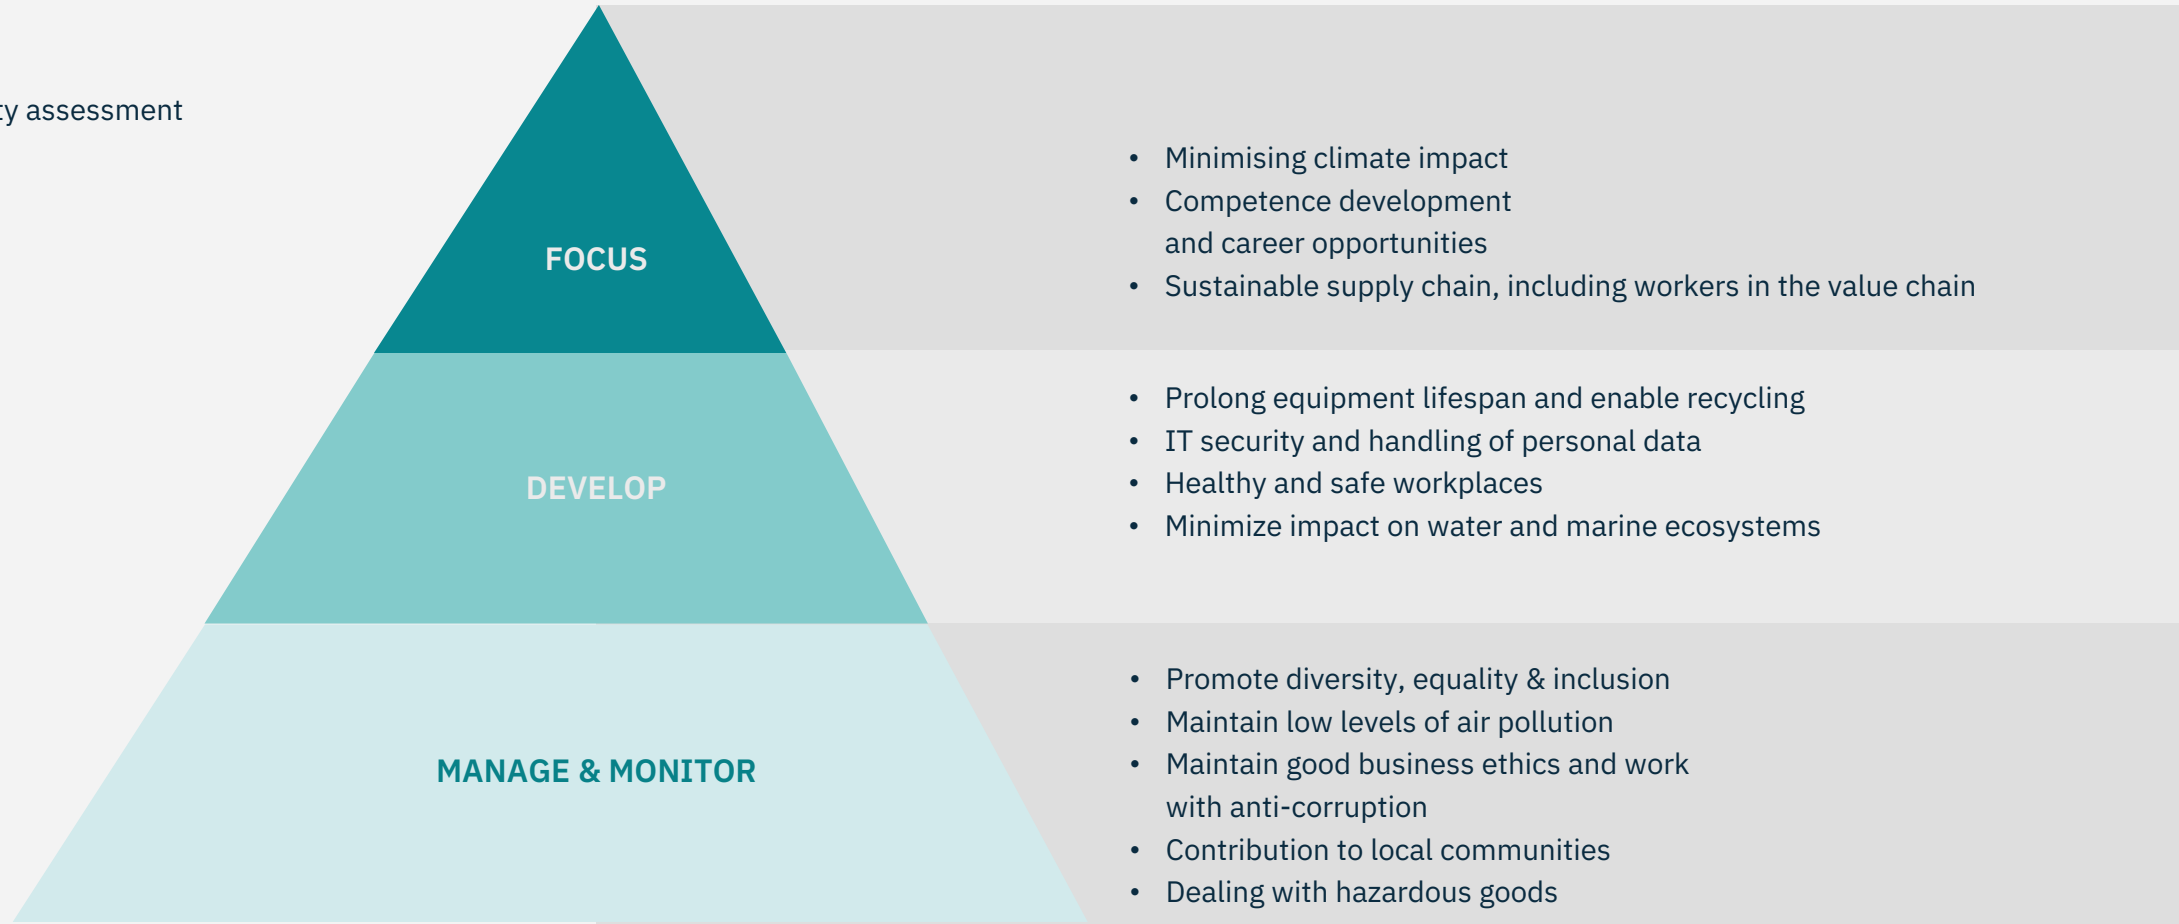 assessment
FOCUS
• Minimising climate impact
• Competence development
and career opportunities
• Sustainable supply chain, including workers in the value chain
DEVELOP
• Prolong equipment lifespan and enable recycling
• IT security and handling of personal data
• Healthy and safe workplaces
• Minimize impact on water and marine ecosystems
MANAGE & MONITOR
• Promote diversity, equality & inclusion
• Maintain low levels of air pollution
• Maintain good business ethics and work
with anti-corruption
• Contribution to local communities
• Dealing with hazardous goods